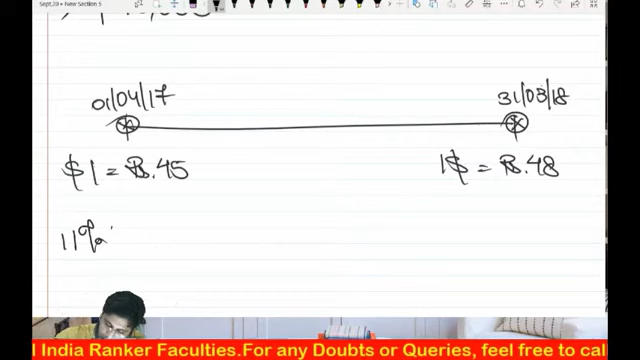 Sept,20 • New Section 5
01/04/17 31/03/18
$1 = Rs.45 1$ = Rs.48
11%
l India Ranker Faculties.For any Doubts or Queries, feel free to cal